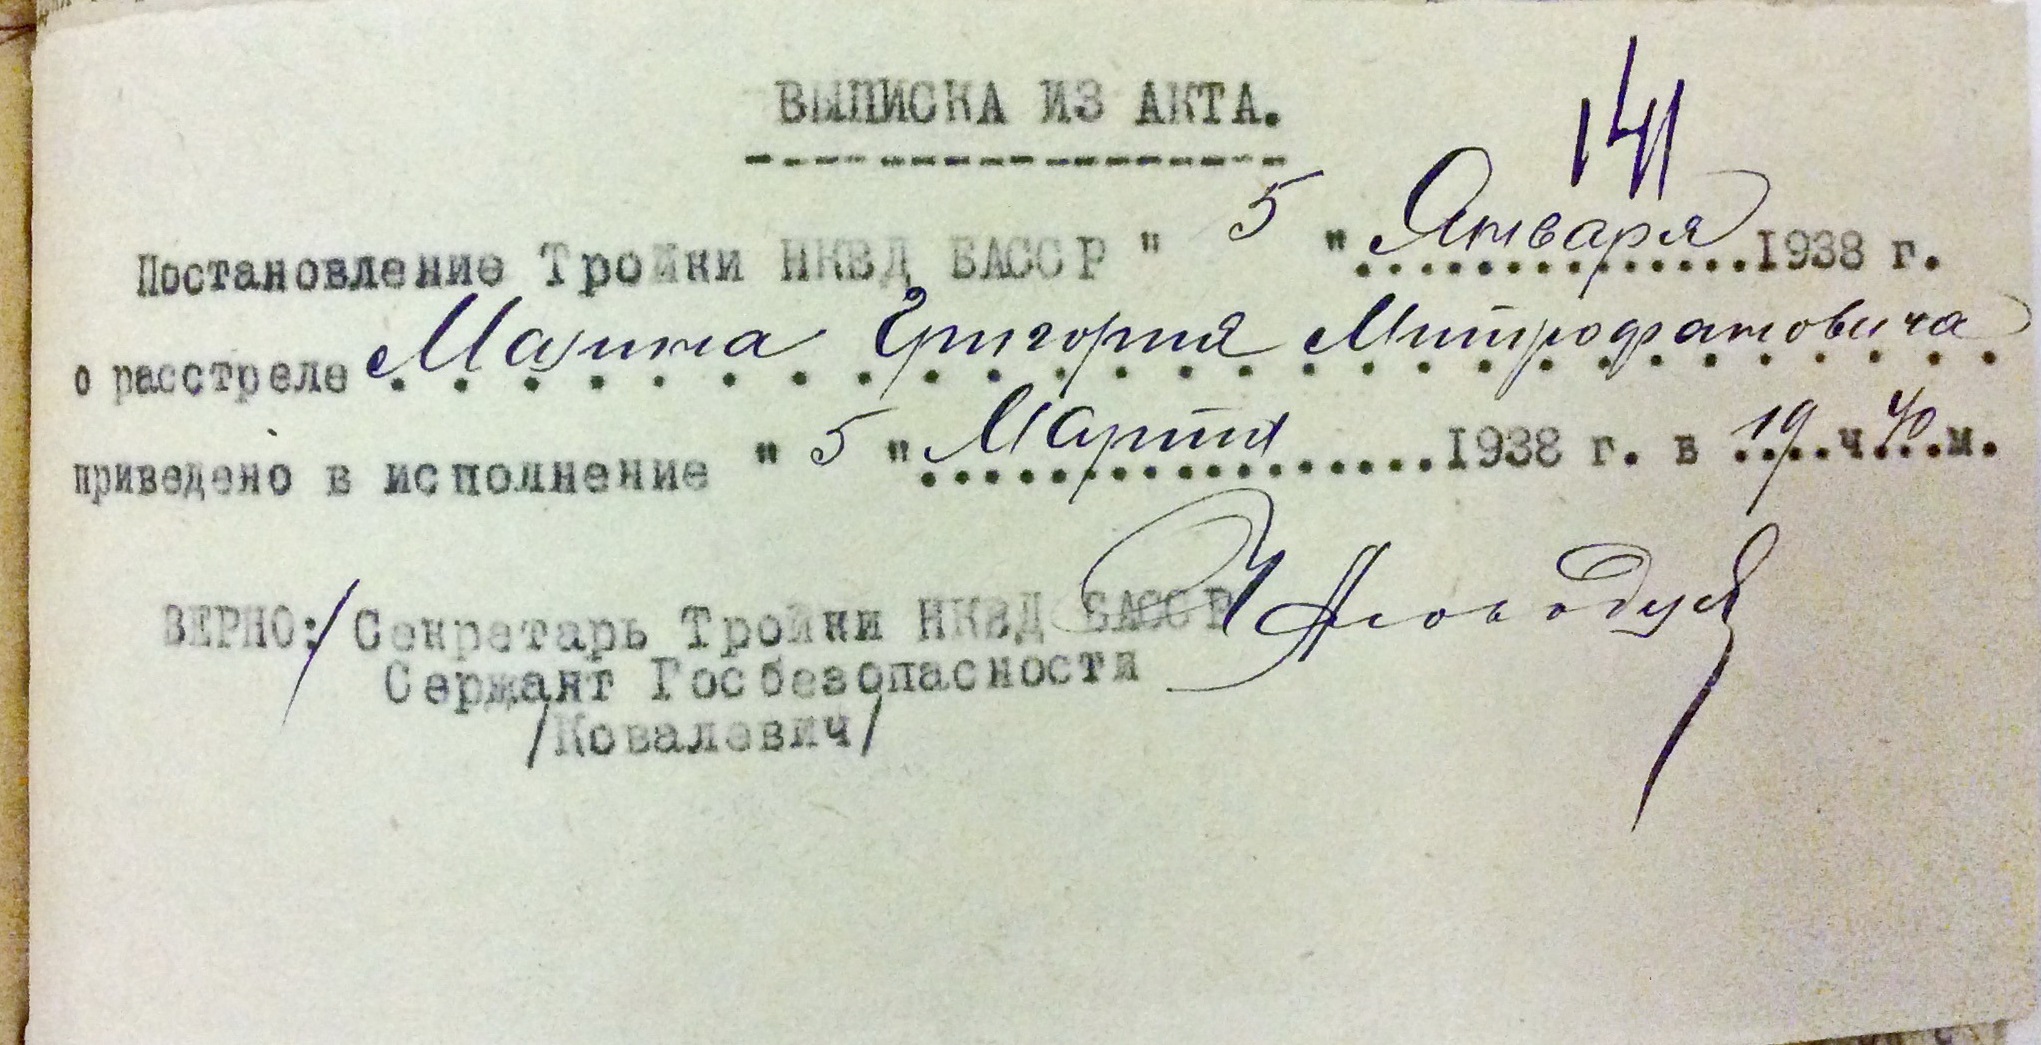 ВЫПИСКА ИЗ АКТА.
141
Постановление Тройки НКВД БАССР " 5 " Января 1938 г.
о расстреле Мазина Григория Митрофановича
приведено в исполнение " 5 " Марта 1938 г. в 19 ч 40 м.
ВЕРНО: / Секретарь Тройки НКВД БАССР
Сержант Госбезопасности
/Ковалевич/